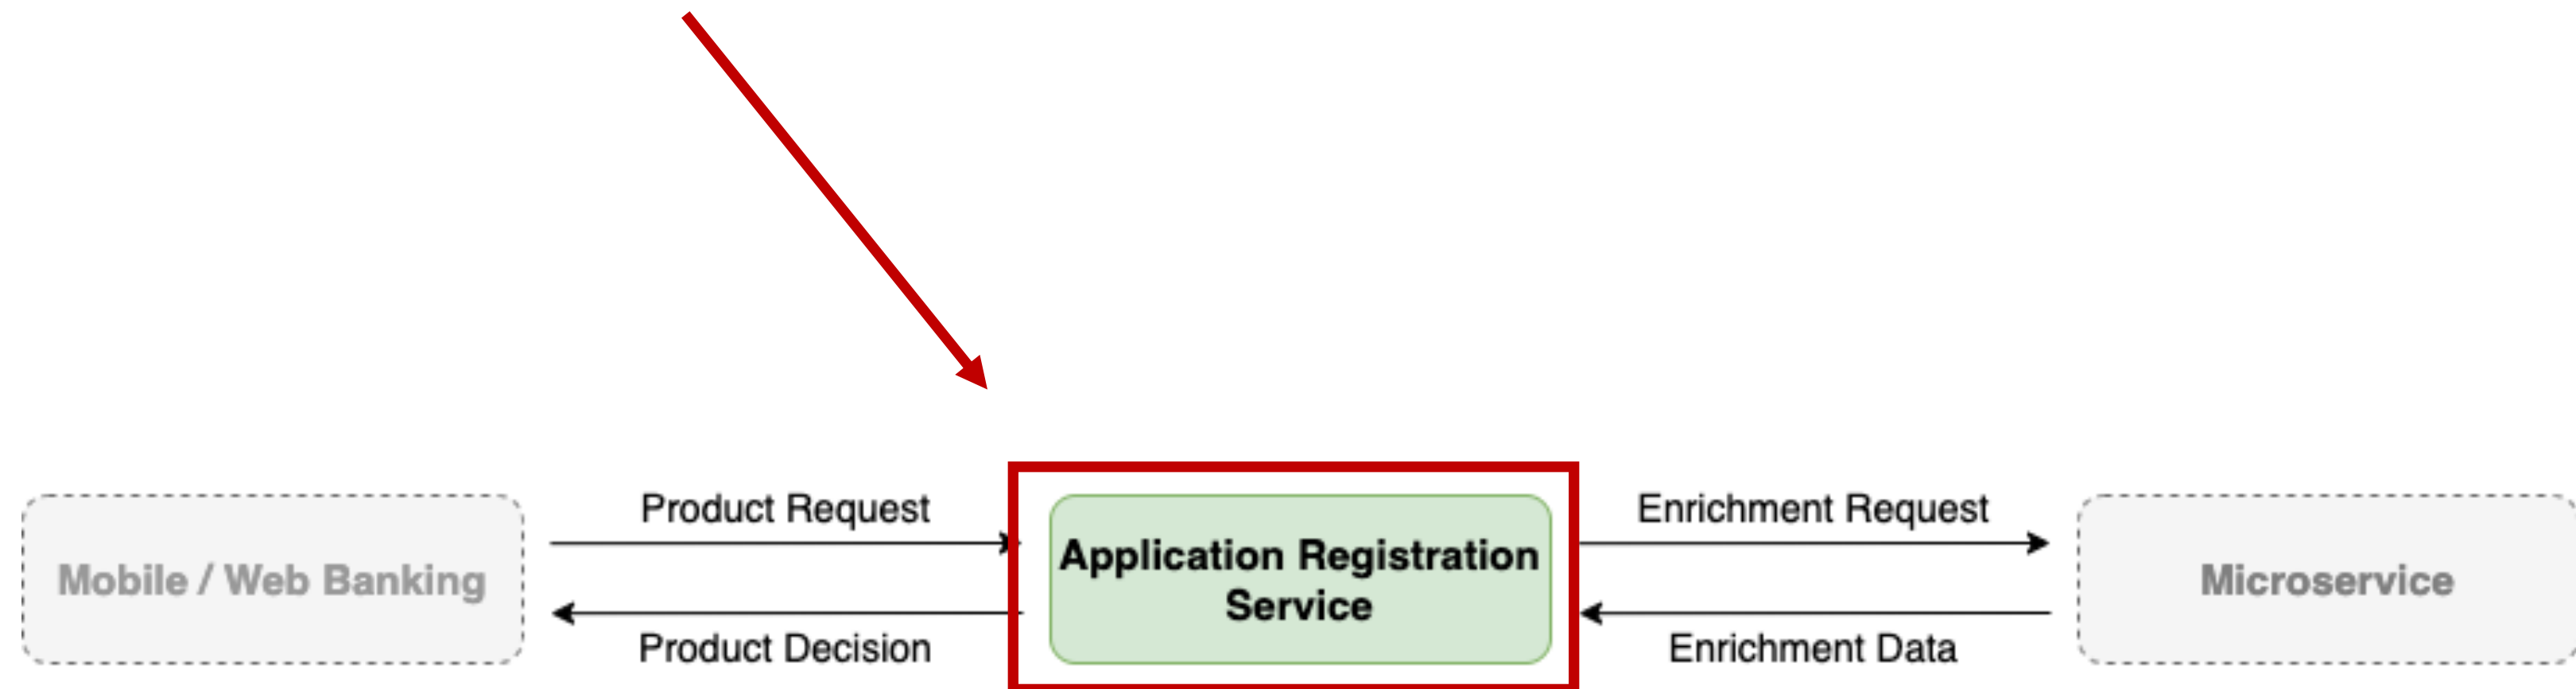 Product Request
Enrichment Request
Mobile / Web Banking
Application Registration
Service
Microservice
Product Decision
Enrichment Data